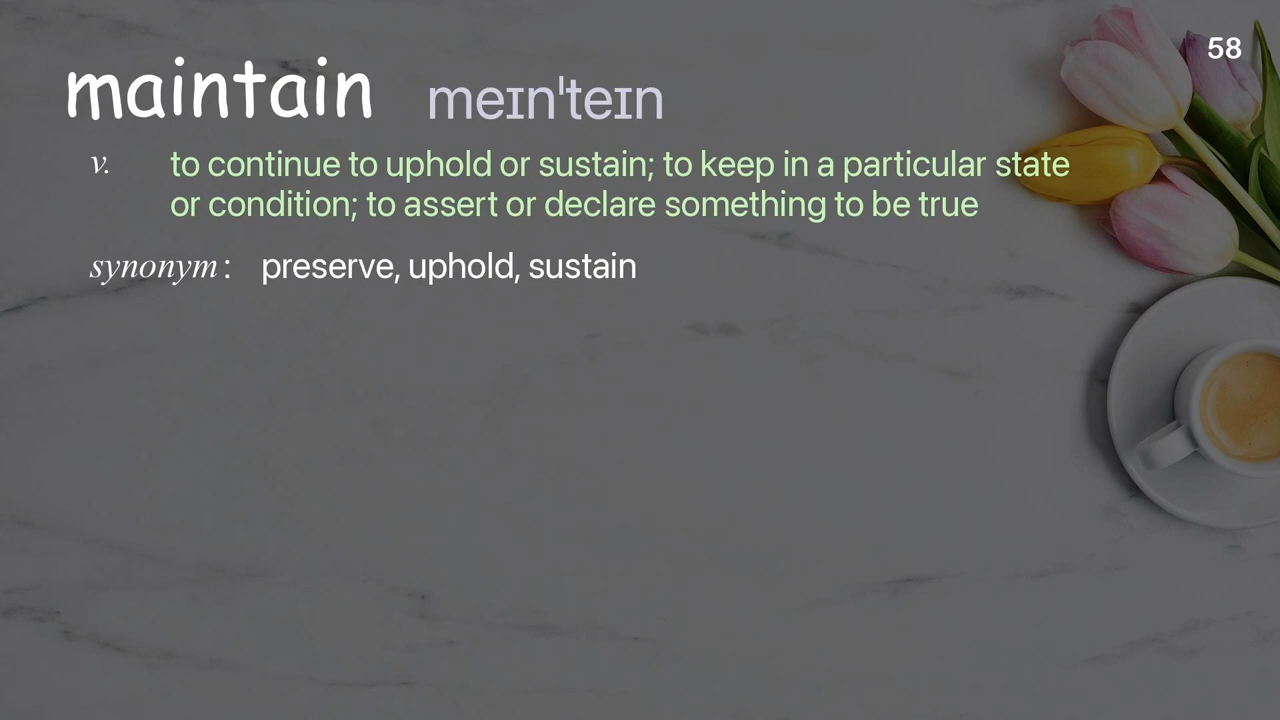 58
maintain meɪnˈteɪn
v. to continue to uphold or sustain; to keep in a particular state
or condition; to assert or declare something to be true
synonym: preserve, uphold, sustain